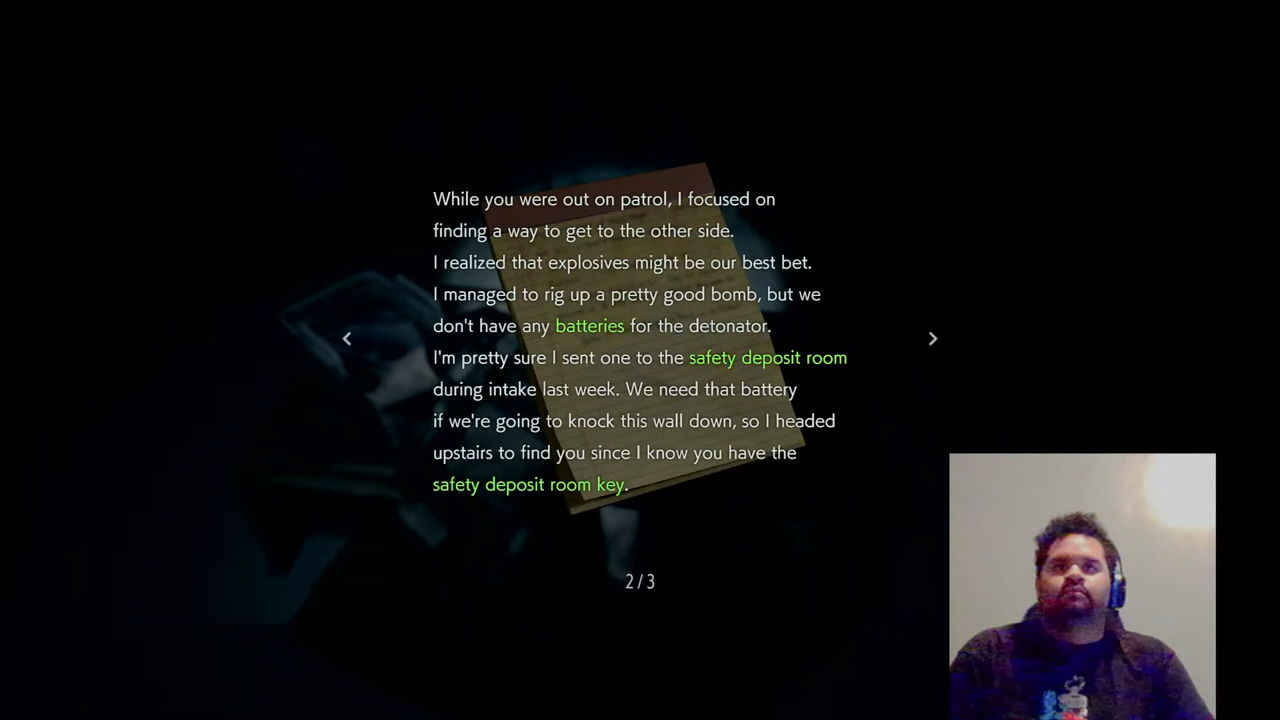 While you were out on patrol, I focused on
finding a way to get to the other side.
I realized that explosives might be our best bet.
I managed to rig up a pretty good bomb, but we
don't have any batteries for the detonator.
I'm pretty sure I sent one to the safety deposit room
during intake last week. We need that battery
if we're going to knock this wall down, so I headed
upstairs to find you since I know you have the
safety deposit room key.
2/3